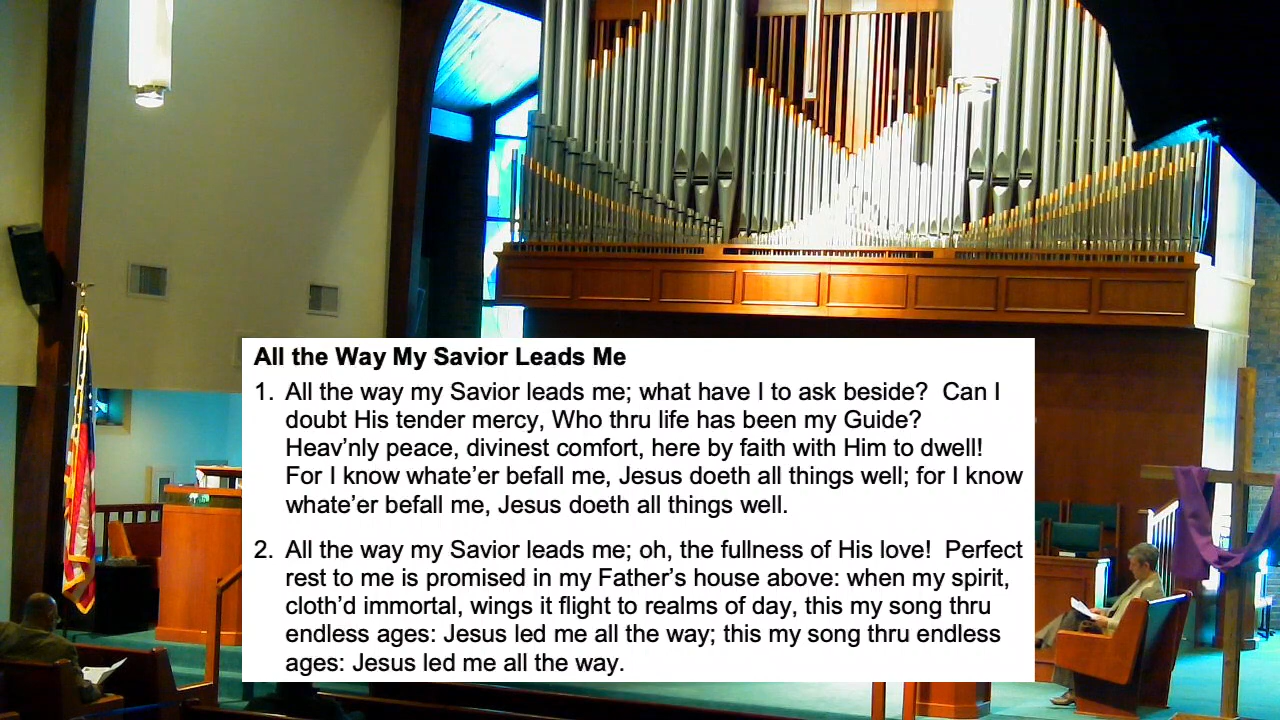 All the Way My Savior Leads Me
1. All the way my Savior leads me; what have I to ask beside?  Can I
doubt His tender mercy, Who thru life has been my Guide?
Heav’nly peace, divinest comfort, here by faith with Him to dwell!
For I know whate’er befall me, Jesus doeth all things well; for I know
whate’er befall me, Jesus doeth all things well.
2. All the way my Savior leads me; oh, the fullness of His love!  Perfect
rest to me is promised in my Father’s house above: when my spirit,
cloth’d immortal, wings it flight to realms of day, this my song thru
endless ages: Jesus led me all the way; this my song thru endless
ages: Jesus led me all the way.